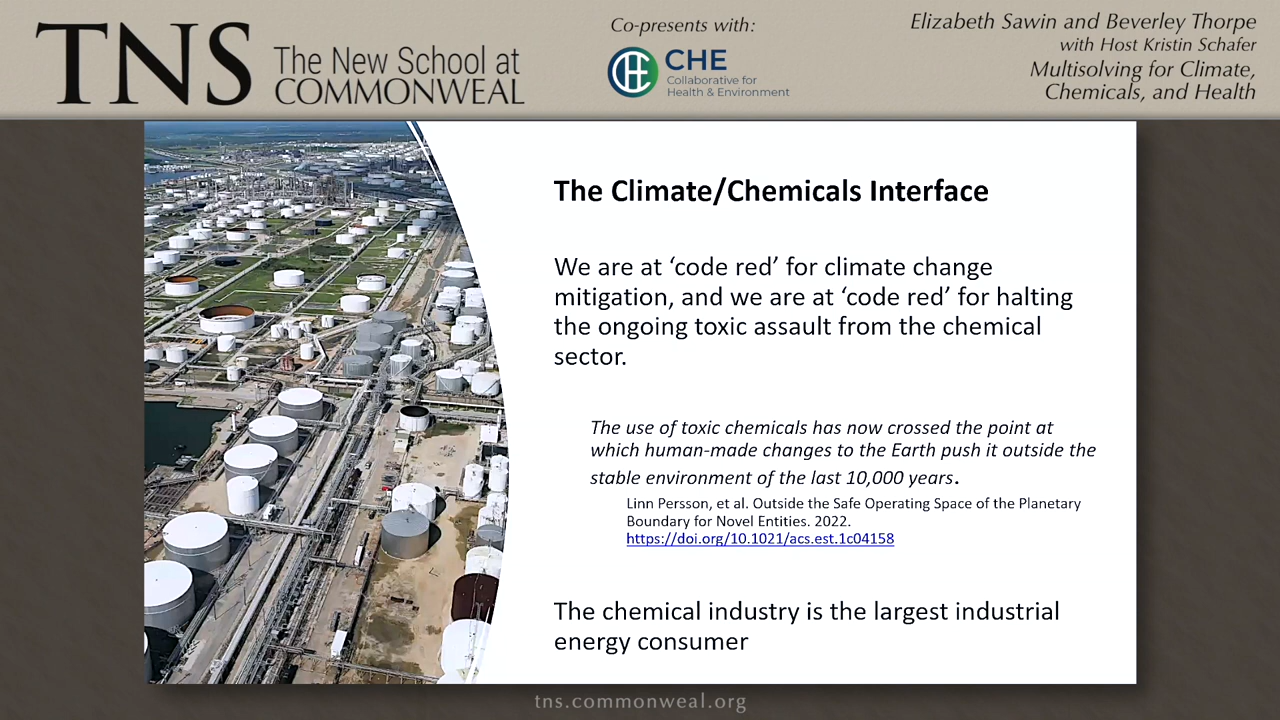 TNS
The New School at
COMMONWEAL
Co-presents with:
CHE
CHE
Collaborative for
Health & Environment
Elizabeth Sawin and Beverley Thorpe
with Host Kristin Schafer
Multisolving for Climate,
Chemicals, and Health
The Climate/Chemicals Interface
We are at ‘code red’ for climate change
mitigation, and we are at ‘code red’ for halting
the ongoing toxic assault from the chemical
sector.
The use of toxic chemicals has now crossed the point at
which human-made changes to the Earth push it outside the
stable environment of the last 10,000 years.
Linn Persson, et al. Outside the Safe Operating Space of the Planetary
Boundary for Novel Entities. 2022.
https://doi.org/10.1021/acs.est.1c04158
The chemical industry is the largest industrial
energy consumer
tns.commonweal.org